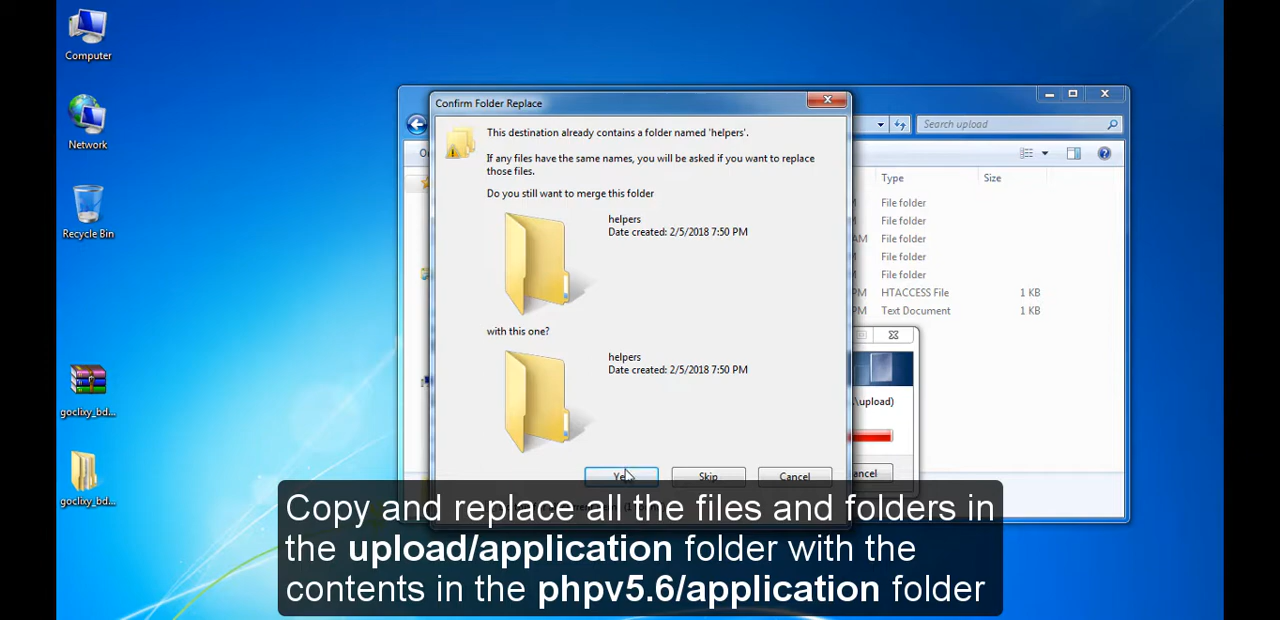 Computer
Network
Recycle Bin
goclixy_bd...
goclixy_bd...
Search upload
Type
Size
File folder
File folder
File folder
File folder
File folder
HTACCESS File
1 KB
Text Document
1 KB
\upload)
Confirm Folder Replace
This destination already contains a folder named 'helpers'.
If any files have the same names, you will be asked if you want to replace
those files.
Do you still want to merge this folder
helpers
Date created: 2/5/2018 7:50 PM
with this one?
helpers
Date created: 2/5/2018 7:50 PM
Skip
Cancel
Copy and replace all the files and folders in
the upload/application folder with the
contents in the phpv5.6/application folder